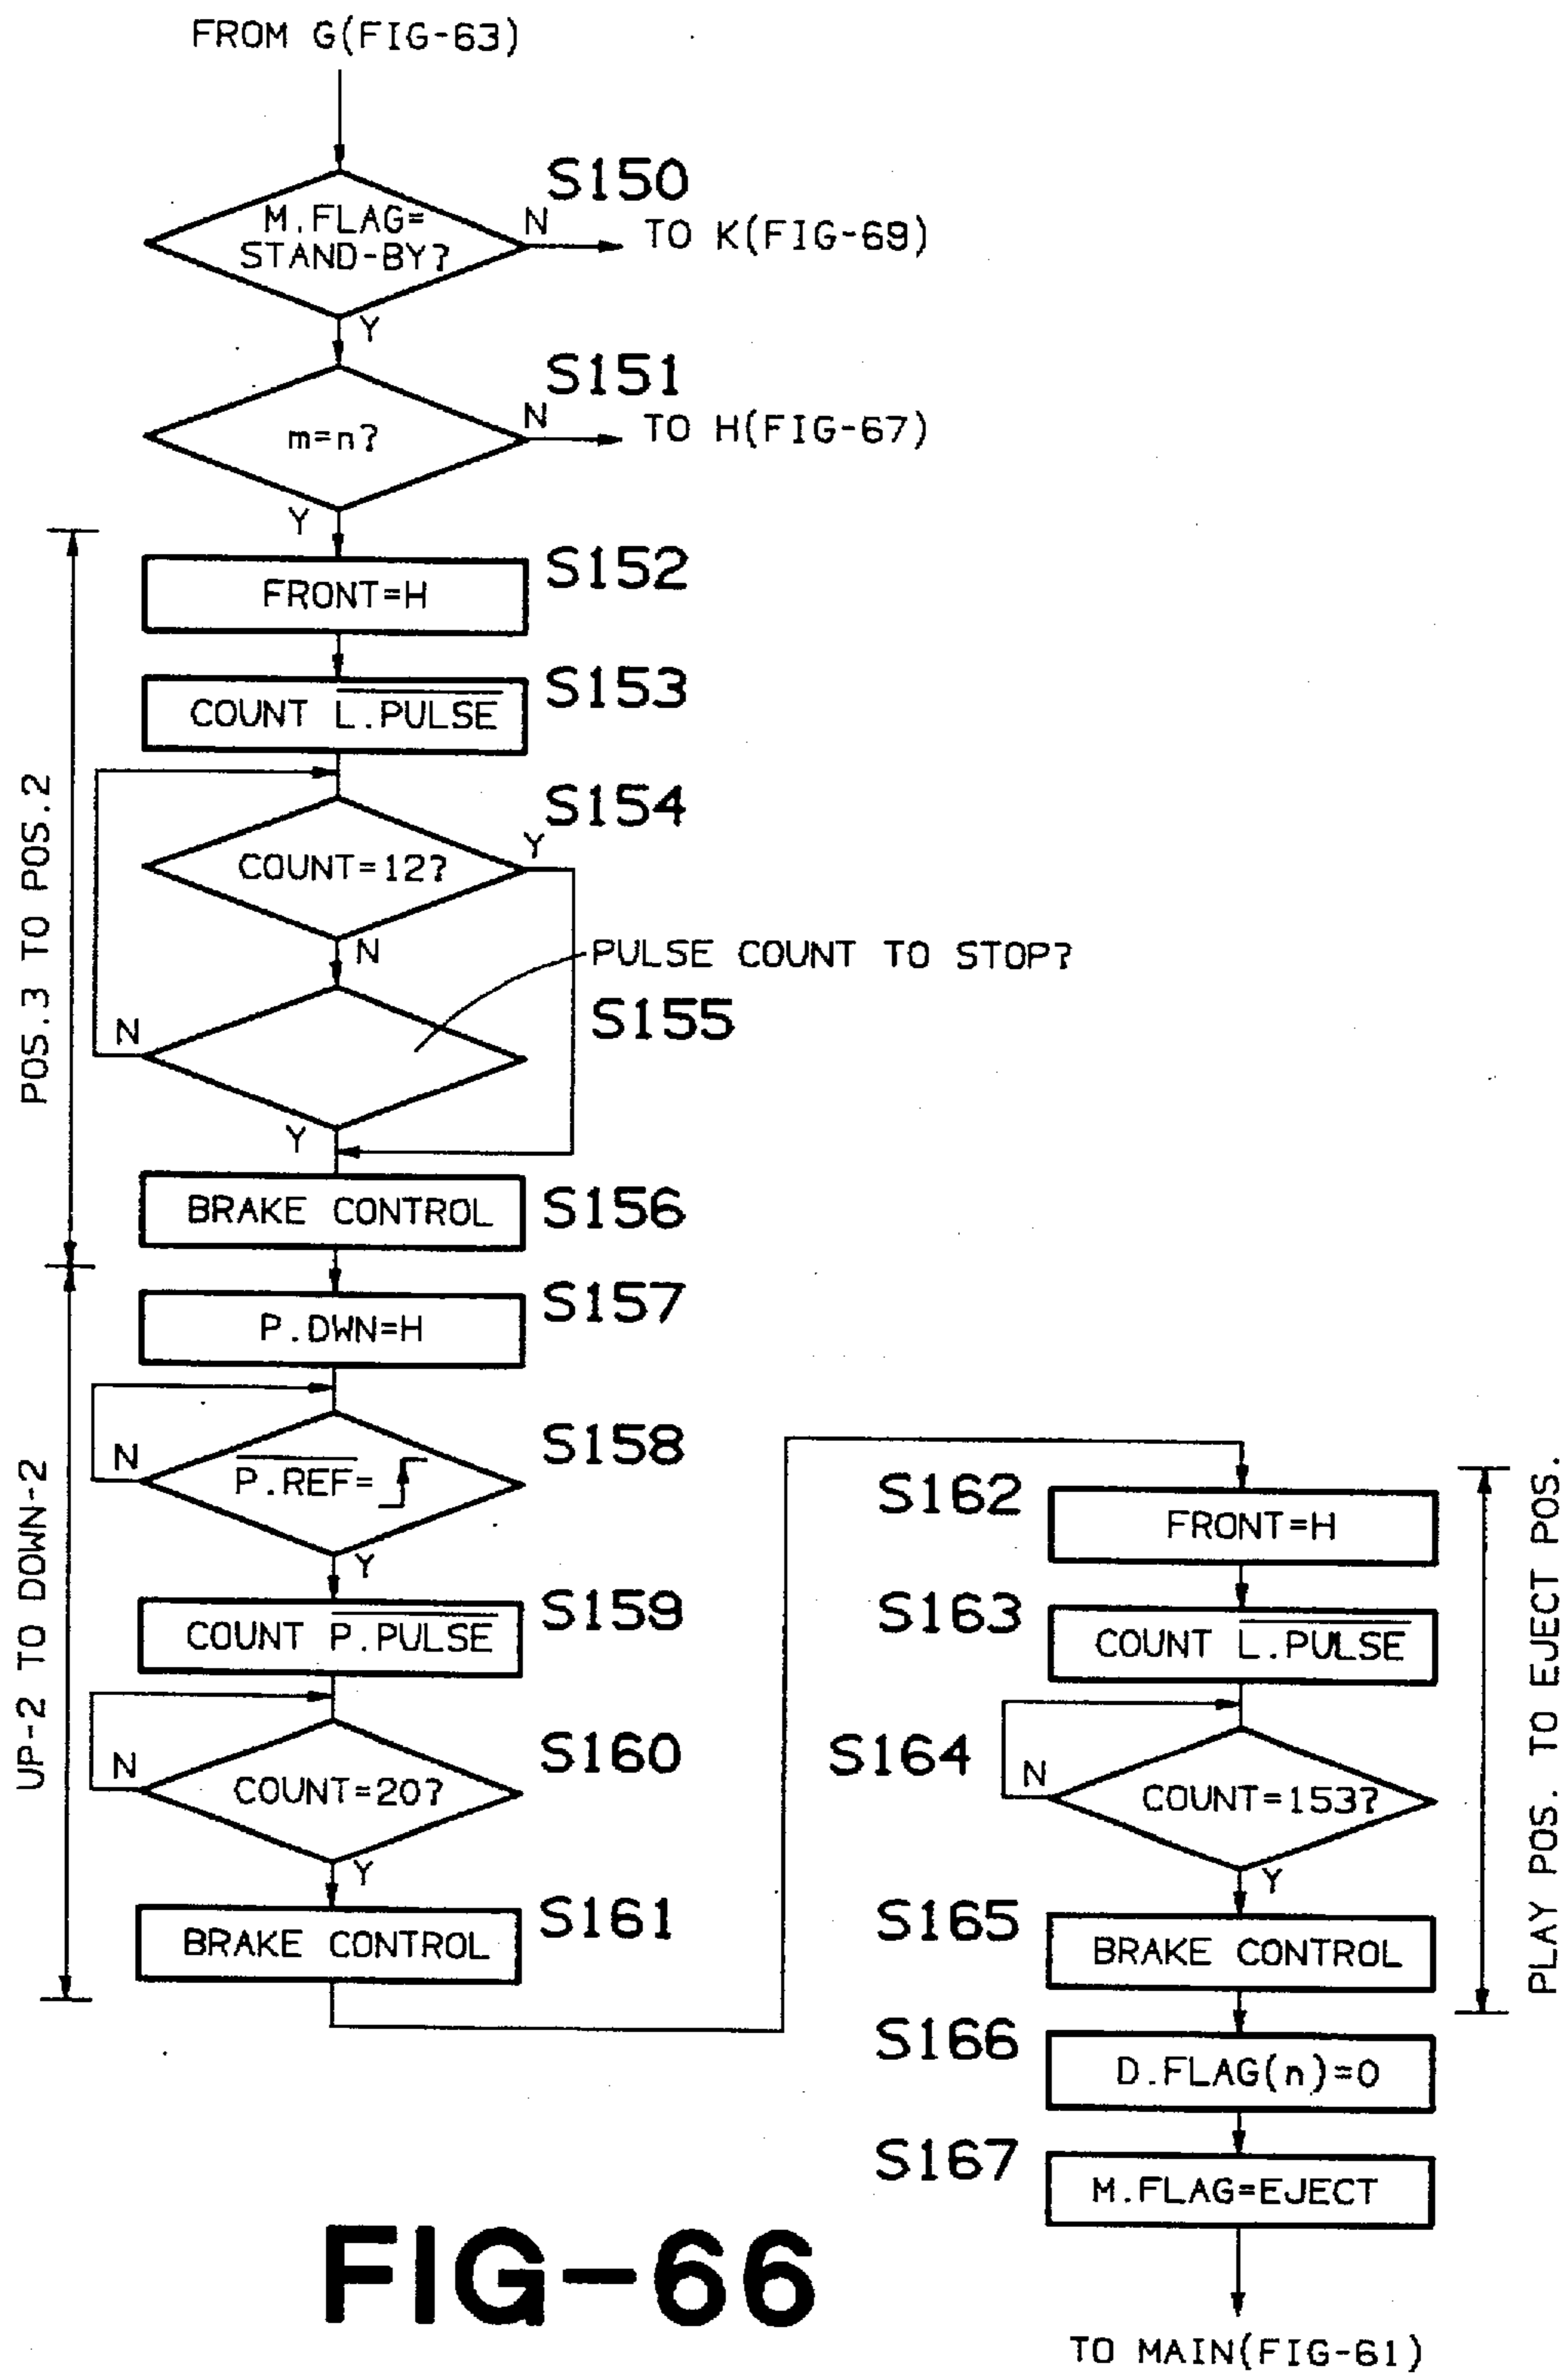 FROM G(FIG-63)
S150
M.FLAG=
STAND-BY?
N
TO K(FIG-69)
Y
S151
m=n?
N
TO H(FIG-67)
Y
POS.3 TO POS.2
S152
FRONT=H
S153
COUNT L.PULSE
S154
COUNT=12?
Y
N
PULSE COUNT TO STOP?
S155
N
Y
BRAKE CONTROL
S156
UP-2 TO DOWN-2
P.DWN=H
S157
S158
N
P.REF=
Y
COUNT P.PULSE
S159
S160
N
COUNT=20?
Y
S161
BRAKE CONTROL
PLAY POS. TO EJECT POS.
S162
FRONT=H
S163
COUNT L.PULSE
S164
N
COUNT=153?
Y
S165
BRAKE CONTROL
S166
D.FLAG(n)=0
S167
M.FLAG=EJECT
TO MAIN(FIG-61)
FIG-66